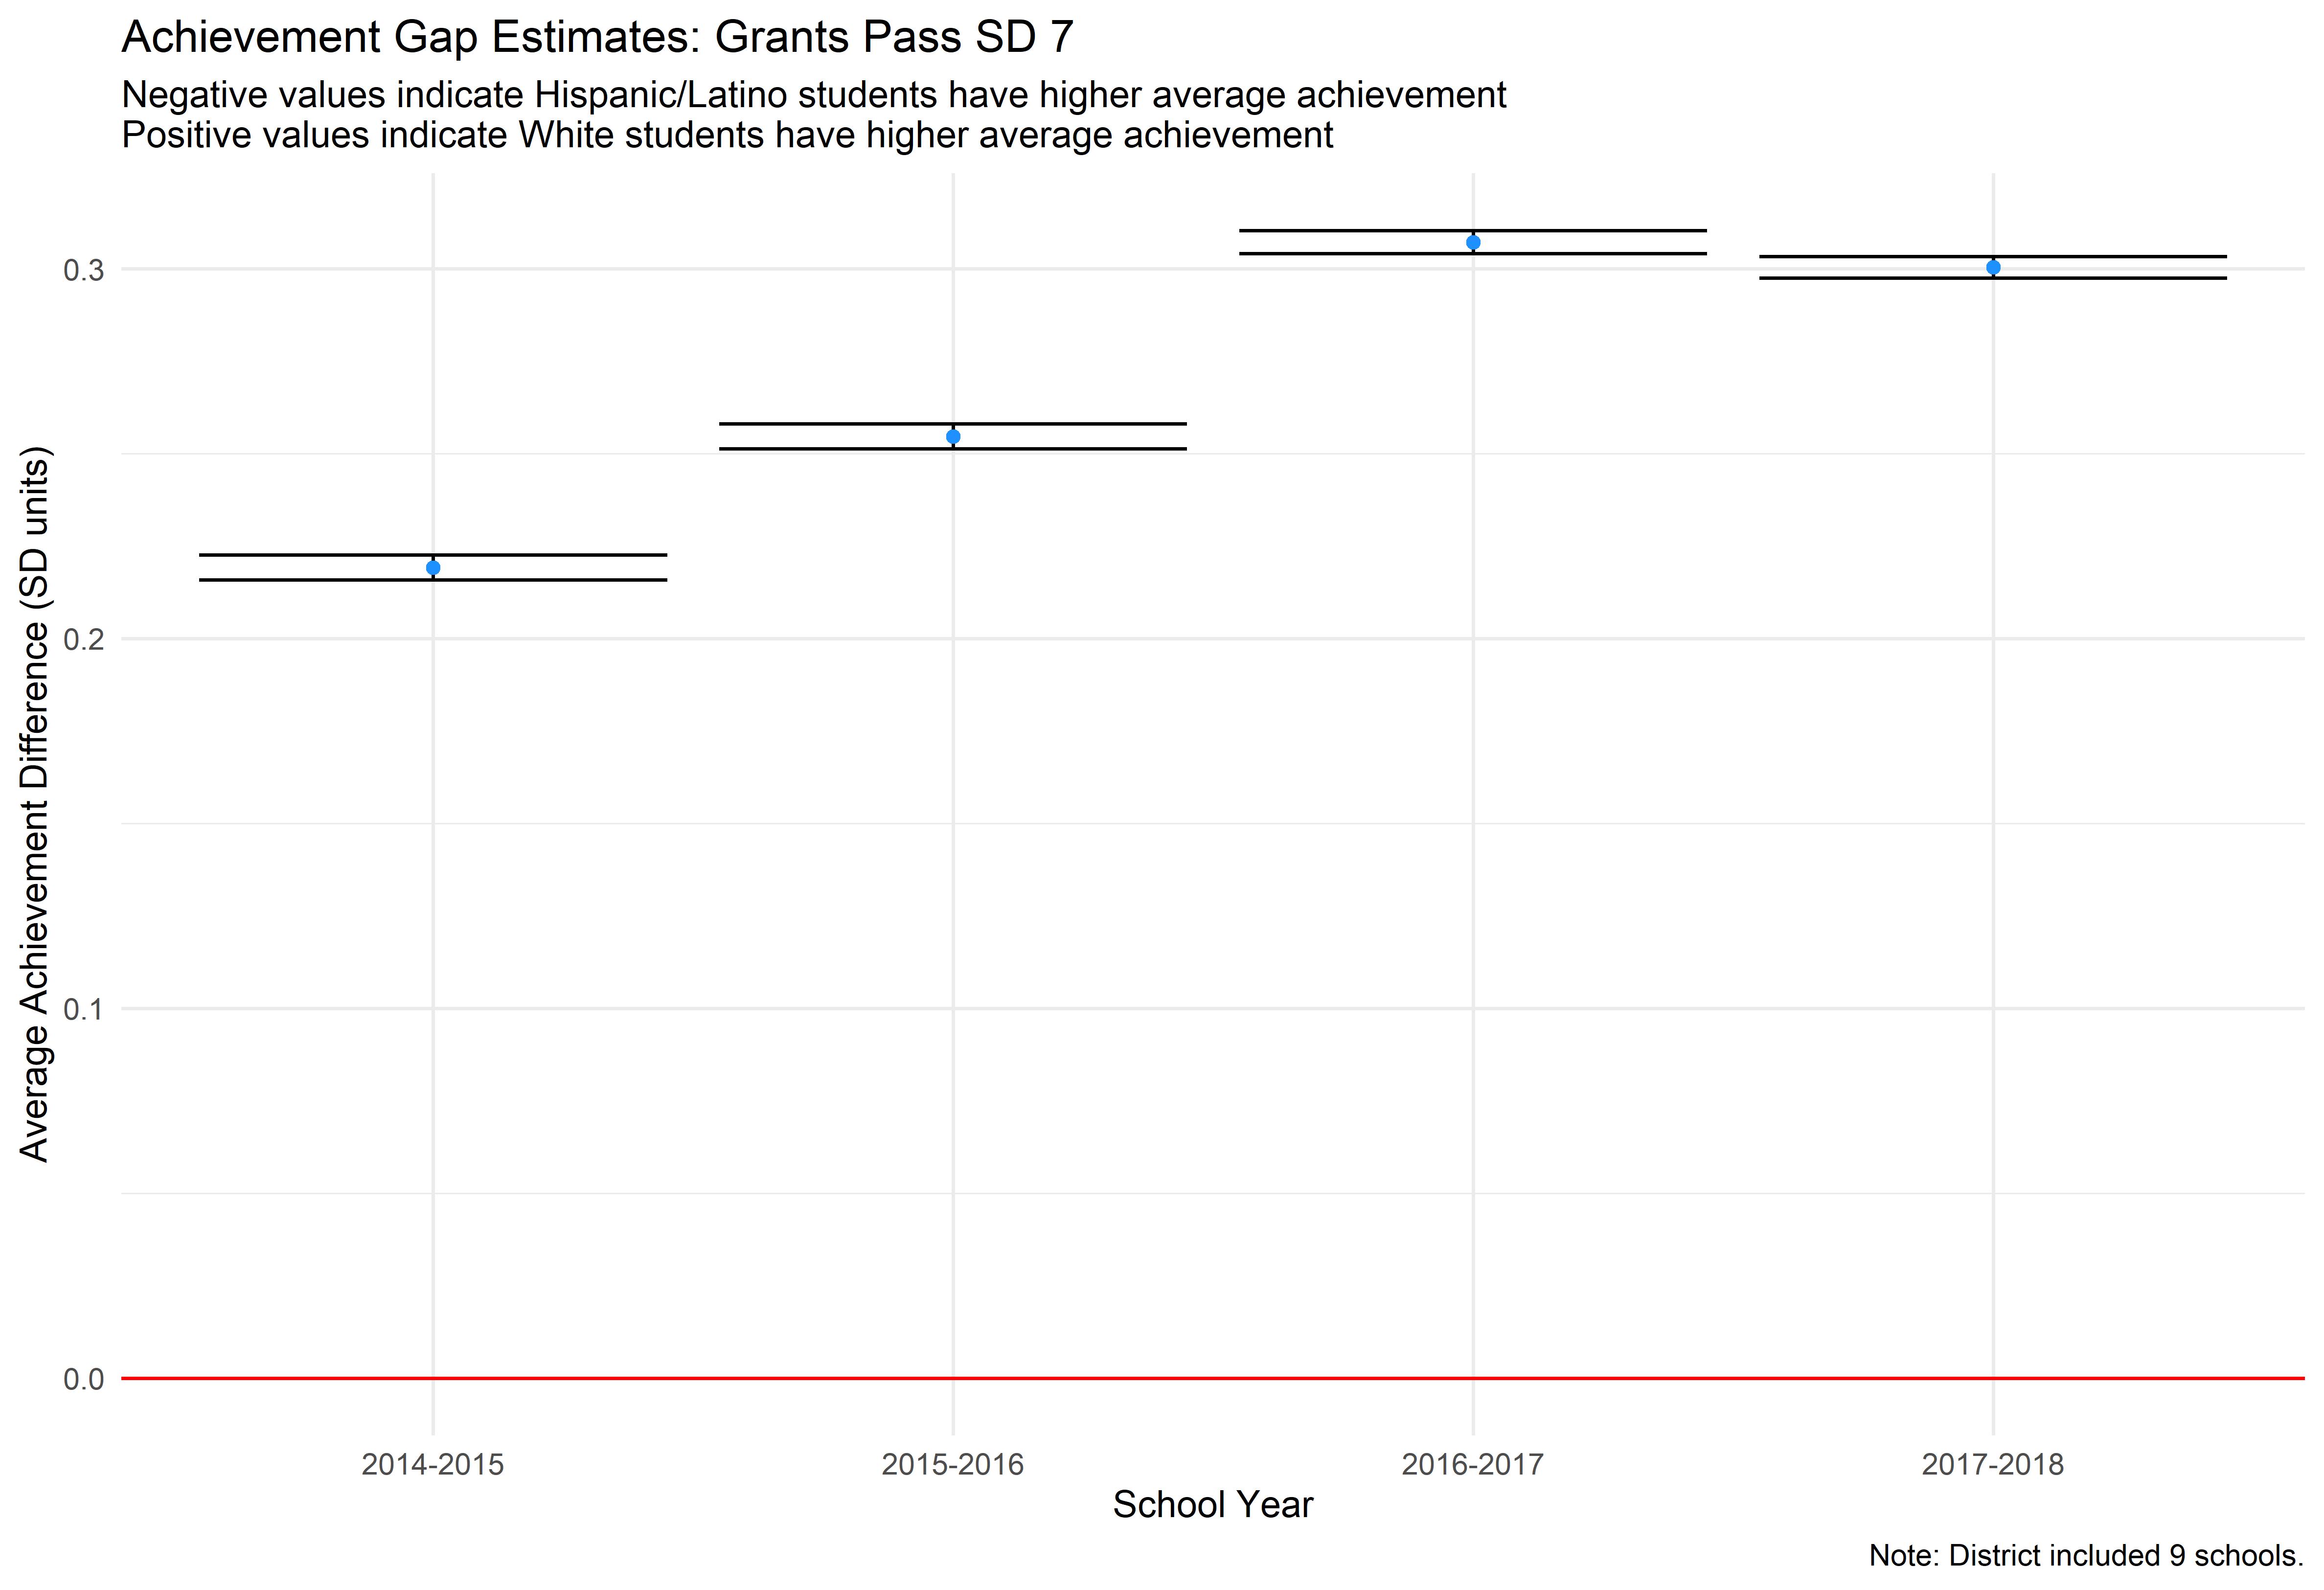 Achievement Gap Estimates: Grants Pass SD 7
Negative values indicate Hispanic/Latino students have higher average achievement
Positive values indicate White students have higher average achievement
Average Achievement Difference (SD units)
0.3
0.2
0.1
0.0
2014-2015
2015-2016
2016-2017
2017-2018
School Year
Note: District included 9 schools.